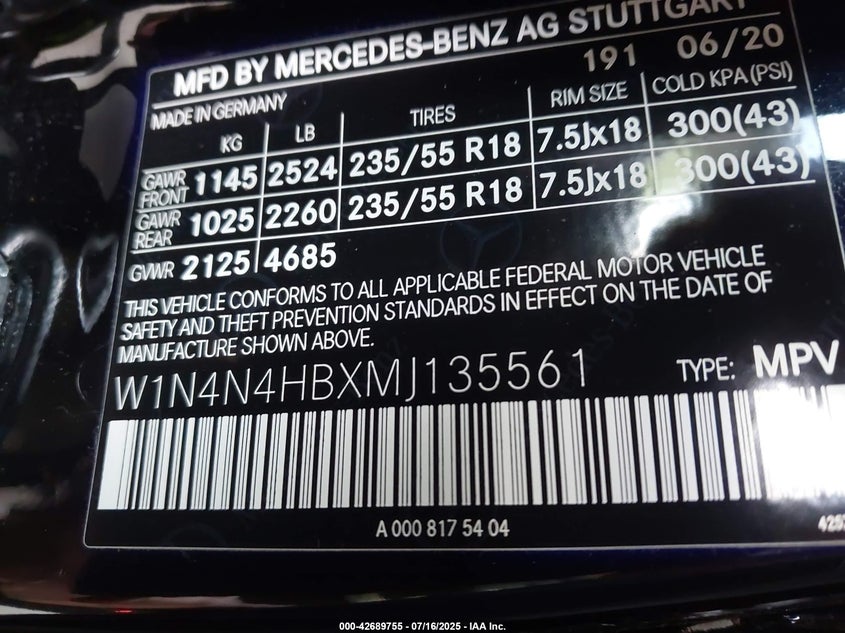 MFD BY MERCEDES-BENZ AG STUTTGART
191 06/20
MADE IN GERMANY
KG LB TIRES RIM SIZE COLD KPA (PSI)
GAWR FRONT 1145 2524 235/55 R18 7.5Jx18 300(43)
GAWR REAR 1025 2260 235/55 R18 7.5Jx18 300(43)
GVWR 2125 4685
THIS VEHICLE CONFORMS TO ALL APPLICABLE FEDERAL MOTOR VEHICLE
SAFETY AND THEFT PREVENTION STANDARDS IN EFFECT ON THE DATE OF
MANUFACTURE SHOWN ABOVE.
W1N4N4HBXMJ135561 TYPE: MPV
A 000 817 54 04
000-42689755 - 07/16/2025 - IAA Inc.